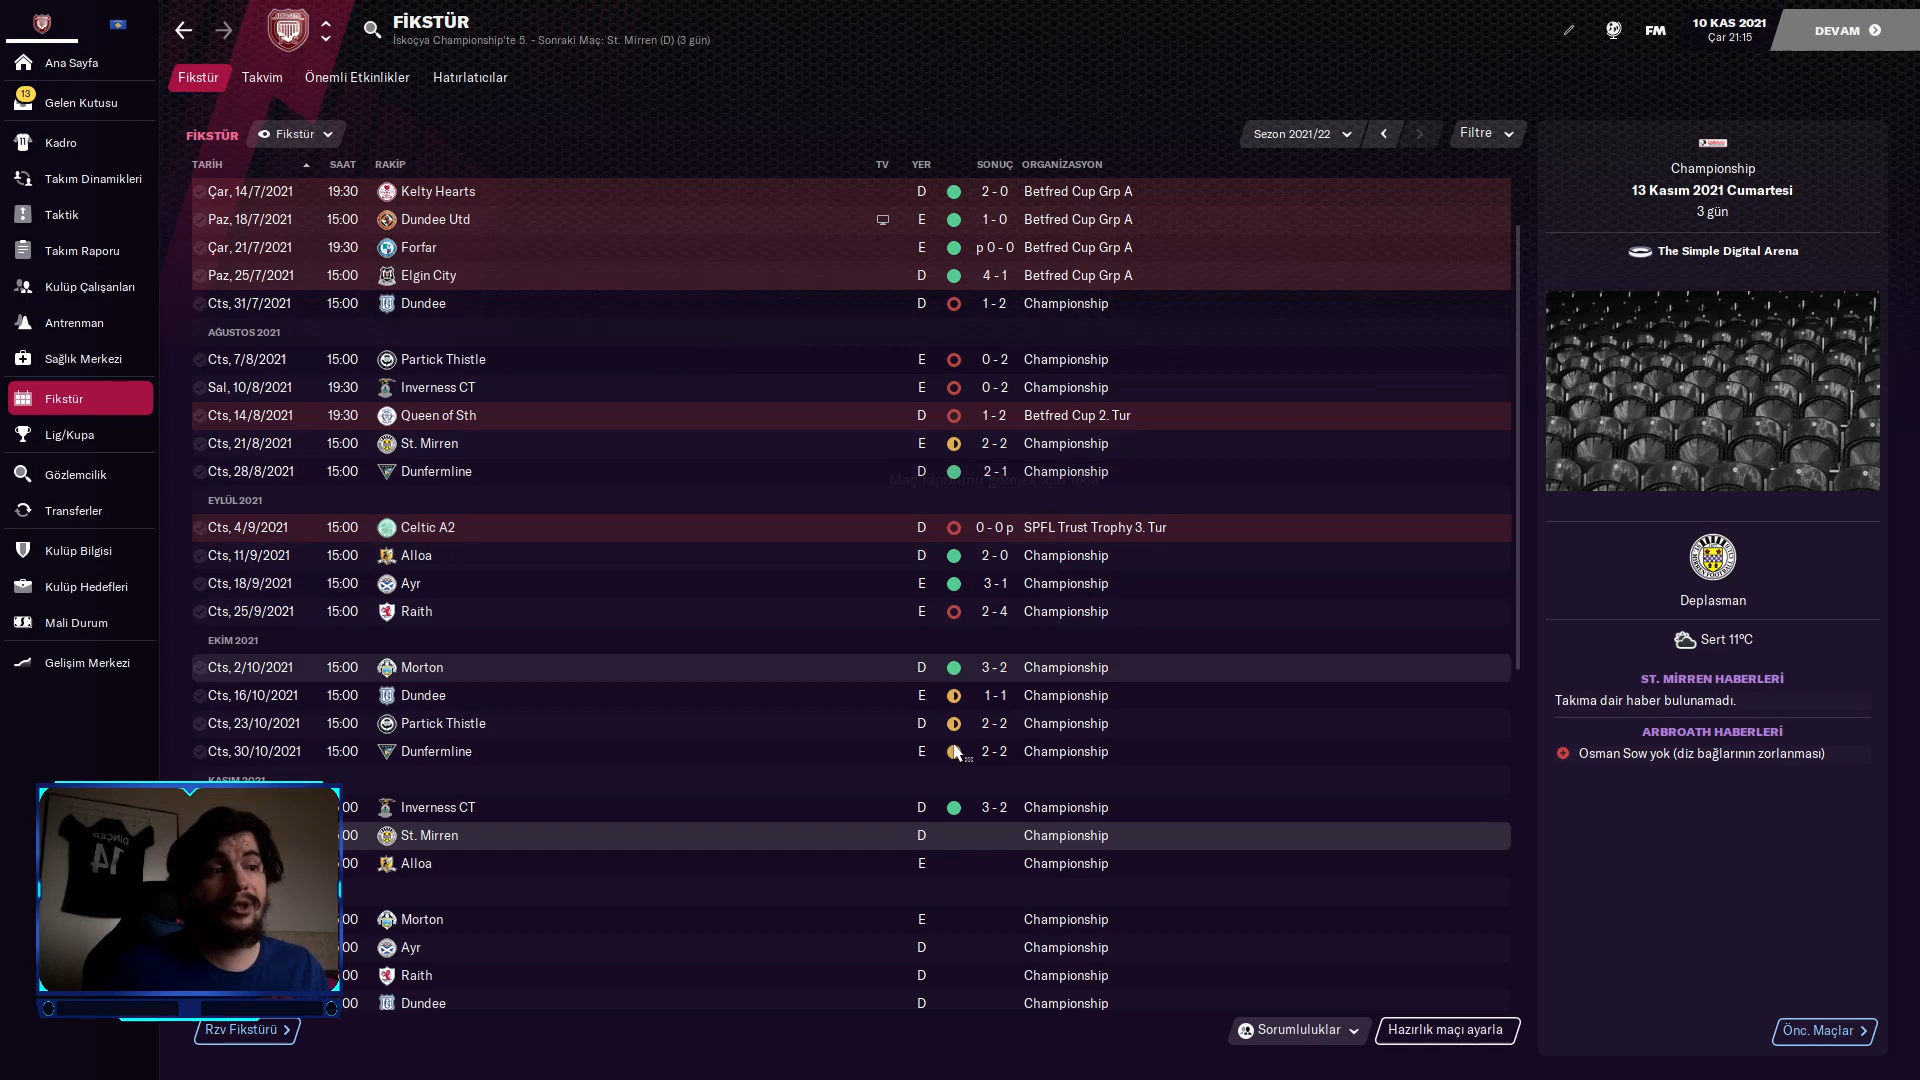 FİKSTÜR
İskoçya Championship'te 5. - Sonraki Maç: St. Mirren (D) (3 gün)
FM
10 KAS 2021
Çar 21:15
DEVAM
Ana Sayfa
13
Gelen Kutusu
Kadro
Takım Dinamikleri
Taktik
Takım Raporu
Kulüp Çalışanları
Antrenman
Sağlık Merkezi
Fikstür
Lig/Kupa
Gözlemcilik
Transferler
Kulüp Bilgisi
Kulüp Hedefleri
Mali Durum
Gelişim Merkezi
Fikstür Takvim Önemli Etkinlikler Hatırlatıcılar
FİKSTÜR Fikstür Sezon 2021/22 Filtre
TARİH SAAT RAKİP TV YER SONUÇ ORGANİZASYON
Çar, 14/7/2021 19:30 Kelty Hearts D 2 - 0 Betfred Cup Grp A
Paz, 18/7/2021 15:00 Dundee Utd E 1 - 0 Betfred Cup Grp A
Çar, 21/7/2021 19:30 Forfar E p 0 - 0 Betfred Cup Grp A
Paz, 25/7/2021 15:00 Elgin City D 4 - 1 Betfred Cup Grp A
Cts, 31/7/2021 15:00 Dundee D 1 - 2 Championship
AĞUSTOS 2021
Cts, 7/8/2021 15:00 Partick Thistle E 0 - 2 Championship
Sal, 10/8/2021 19:30 Inverness CT E 0 - 2 Championship
Cts, 14/8/2021 19:30 Queen of Sth D 1 - 2 Betfred Cup 2. Tur
Cts, 21/8/2021 15:00 St. Mirren E 2 - 2 Championship
Cts, 28/8/2021 15:00 Dunfermline D 2 - 1 Championship
EYLÜL 2021
Cts, 4/9/2021 15:00 Celtic A2 D 0 - 0 p SPFL Trust Trophy 3. Tur
Cts, 11/9/2021 15:00 Alloa D 2 - 0 Championship
Cts, 18/9/2021 15:00 Ayr E 3 - 1 Championship
Cts, 25/9/2021 15:00 Raith E 2 - 4 Championship
EKİM 2021
Cts, 2/10/2021 15:00 Morton D 3 - 2 Championship
Cts, 16/10/2021 15:00 Dundee E 1 - 1 Championship
Cts, 23/10/2021 15:00 Partick Thistle D 2 - 2 Championship
Cts, 30/10/2021 15:00 Dunfermline E 2 - 2 Championship
KASIM 2021
:00 Inverness CT D 3 - 2 Championship
:00 St. Mirren D Championship
:00 Alloa E Championship
:00 Morton E Championship
:00 Ayr D Championship
:00 Raith D Championship
:00 Dundee D Championship
DİNÇER
14
Rzv Fikstürü Sorumluluklar Hazırlık maçı ayarla
Championship
13 Kasım 2021 Cumartesi
3 gün
The Simple Digital Arena
Deplasman
Sert 11°C
ST. MİRREN HABERLERİ
Takıma dair haber bulunamadı.
ARBROATH HABERLERİ
Osman Sow yok (diz bağlarının zorlanması)
Önc. Maçlar